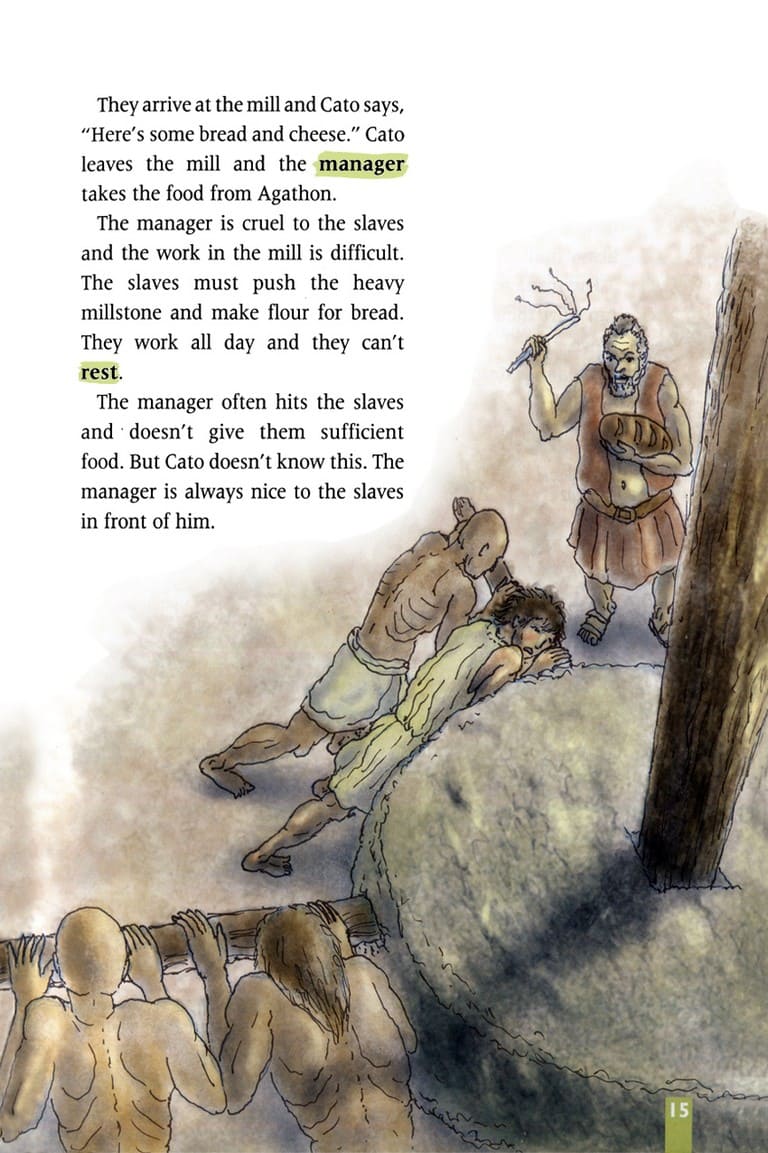 They arrive at the mill and Cato says,
“Here’s some bread and cheese.” Cato
leaves the mill and the manager
takes the food from Agathon.
The manager is cruel to the slaves
and the work in the mill is difficult.
The slaves must push the heavy
millstone and make flour for bread.
They work all day and they can’t
rest.
The manager often hits the slaves
and doesn’t give them sufficient
food. But Cato doesn’t know this. The
manager is always nice to the slaves
in front of him.
15